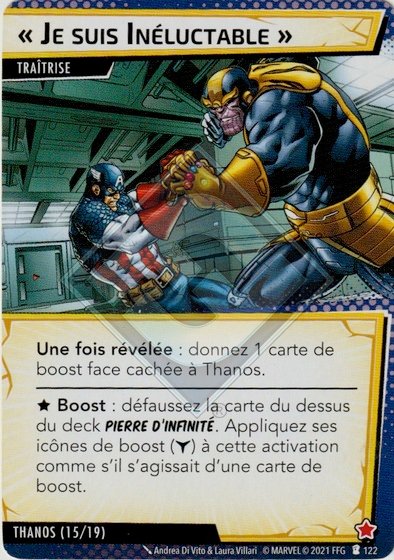 « Je suis Inéluctable »
TRAÎTRISE
Une fois révélée : donnez 1 carte de
boost face cachée à Thanos.
★ Boost : défaussez la carte du dessus
du deck PIERRE D'INFINITÉ. Appliquez ses
icônes de boost ( ) à cette activation
comme s'il s'agissait d'une carte de
boost.
THANOS (15/19)
Andrea Di Vito & Laura Villari © MARVEL © 2021 FFG 122